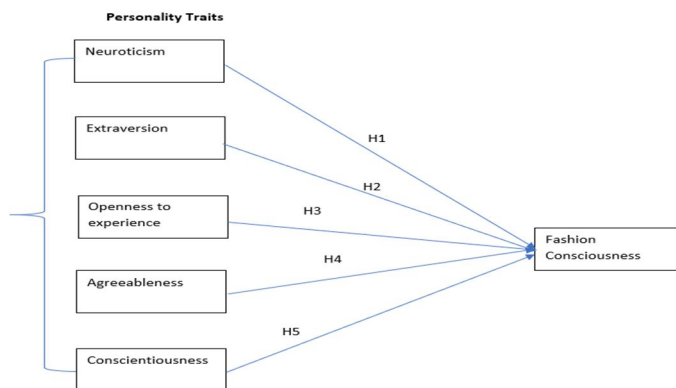 Personality Traits
Neuroticism
H1
Extraversion
H2
Openness to
experience
H3
Fashion
Consciousness
H4
Agreeableness
H5
Conscientiousness